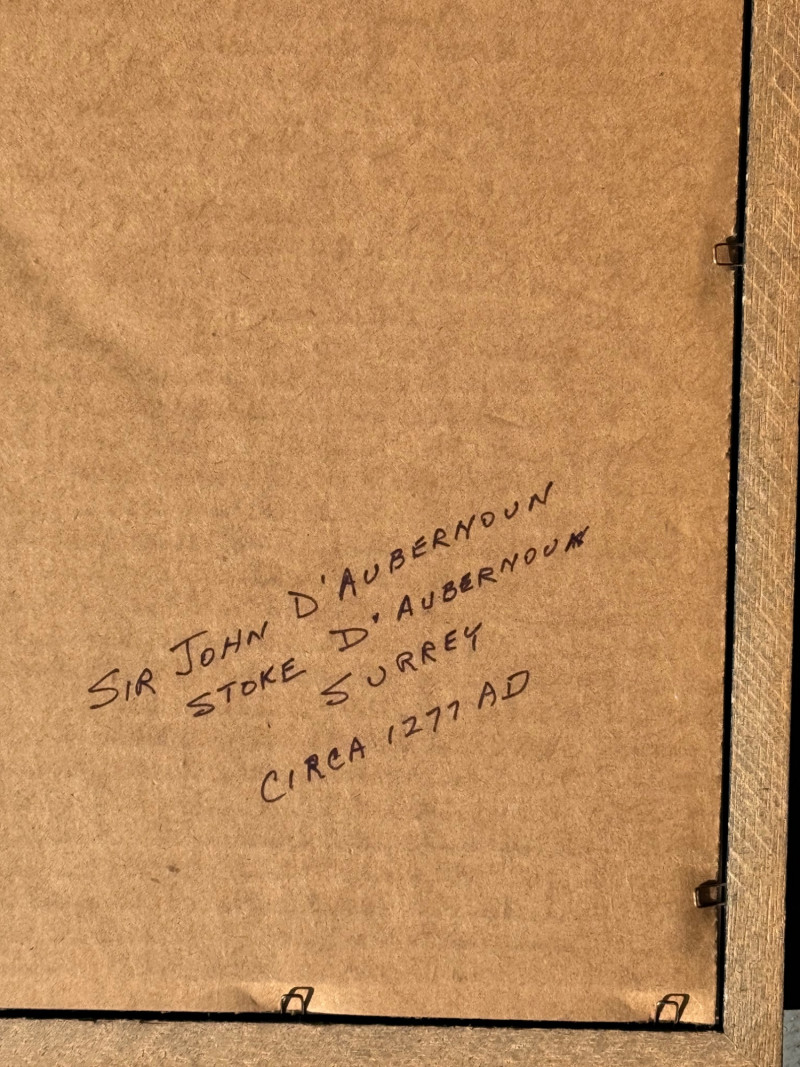 SIR JOHN D'AUBERNOUN
STOKE D'AUBERNOUN
SURREY
CIRCA 1277 AD